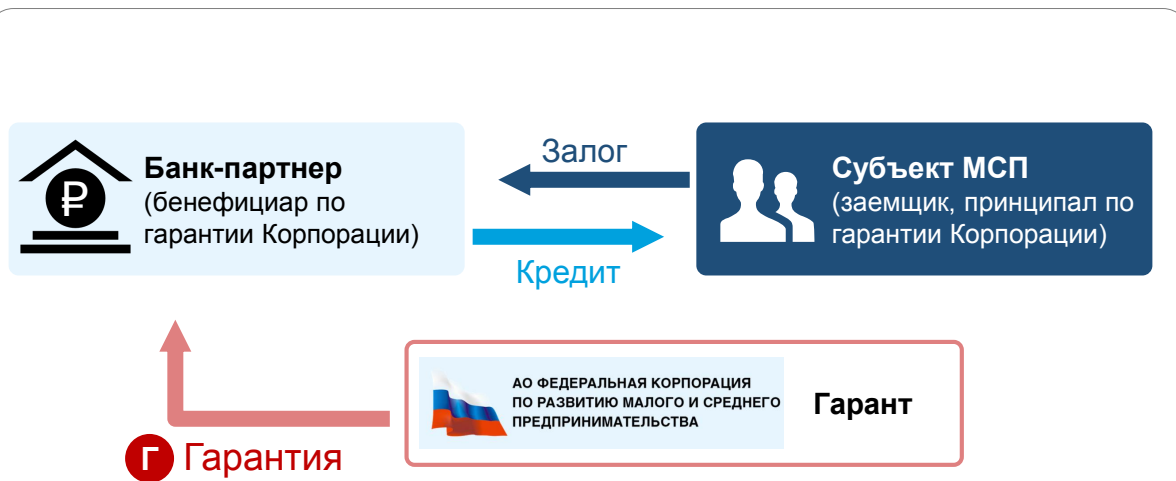 Банк-партнер
(бенефициар по
гарантии Корпорации)
Залог
Кредит
Субъект МСП
(заемщик, принципал по
гарантии Корпорации)
АО ФЕДЕРАЛЬНАЯ КОРПОРАЦИЯ
ПО РАЗВИТИЮ МАЛОГО И СРЕДНЕГО
ПРЕДПРИНИМАТЕЛЬСТВА
Гарант
Г Гарантия